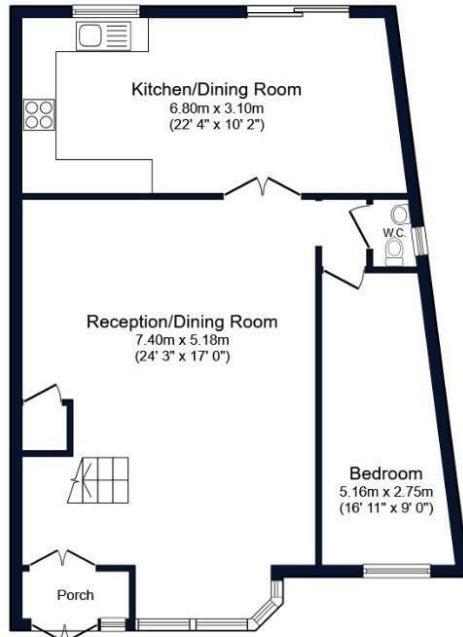 Kitchen/Dining Room
6.80m x 3.10m
(22' 4" x 10' 2")
W.C.
Reception/Dining Room
7.40m x 5.18m
(24' 3" x 17' 0")
Bedroom
5.16m x 2.75m
(16' 11" x 9' 0")
Porch